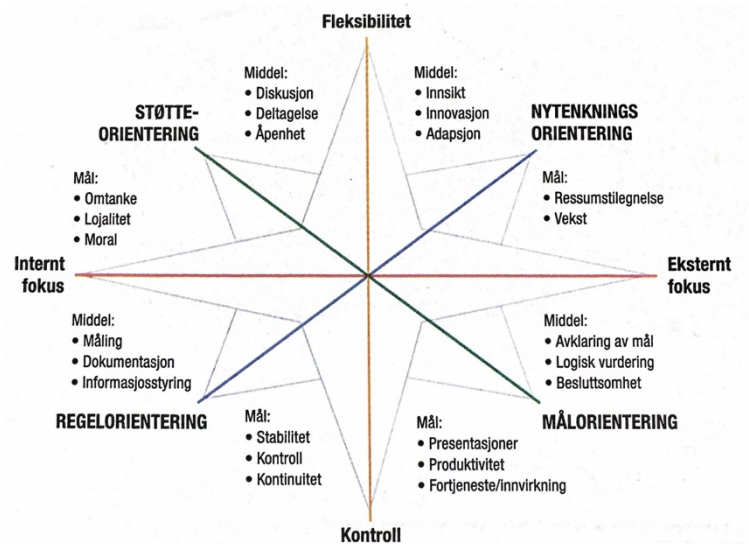 Fleksibilitet
Middel:
• Diskusjon
• Deltagelse
• Åpenhet
Middel:
• Innsikt
• Innovasjon
• Adapsjon
STØTTE-
ORIENTERING
NYTENKNINGS
ORIENTERING
Mål:
• Omtanke
• Lojalitet
• Moral
Mål:
• Ressumstilegnelse
• Vekst
Internt
fokus
Eksternt
fokus
Middel:
• Måling
• Dokumentasjon
• Informasjosstyring
Middel:
• Avklaring av mål
• Logisk vurdering
• Besluttsomhet
REGELORIENTERING
MÅLORIENTERING
Mål:
• Stabilitet
• Kontroll
• Kontinuitet
Mål:
• Presentasjoner
• Produktivitet
• Fortjeneste/innvirkning
Kontroll